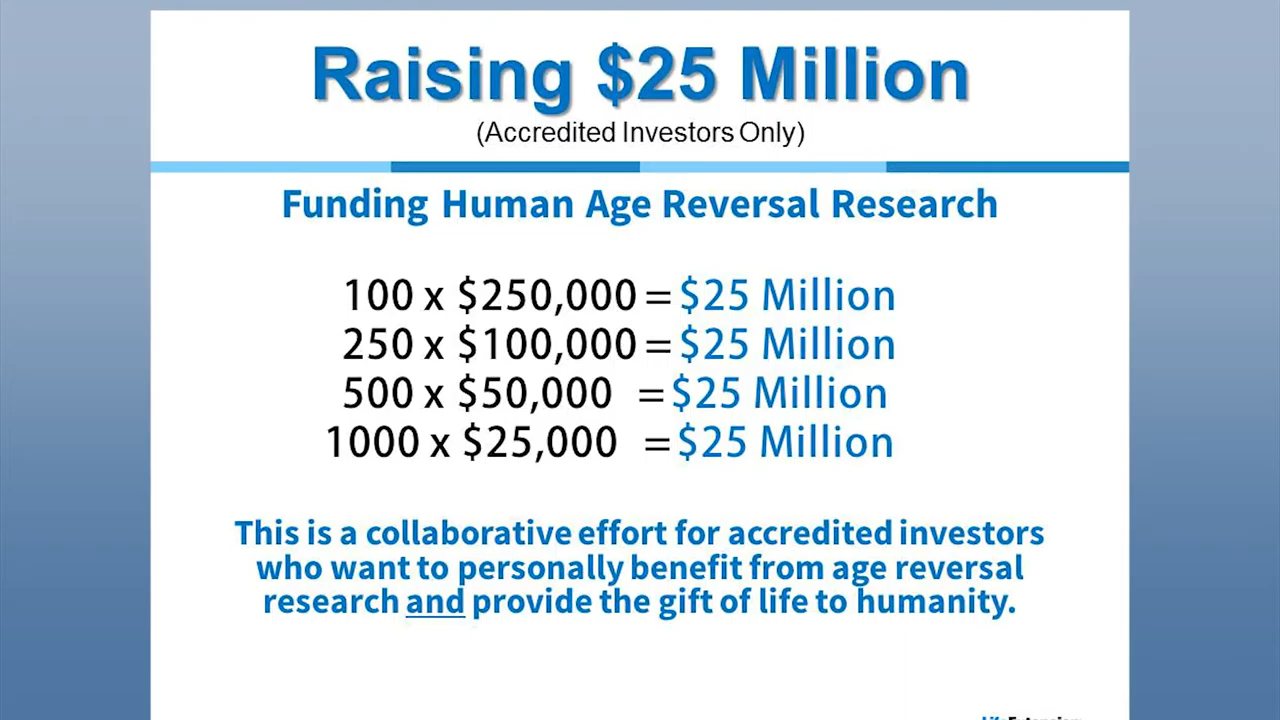 Raising $25 Million
(Accredited Investors Only)
Funding Human Age Reversal Research
100 x $250,000 = $25 Million
250 x $100,000 = $25 Million
500 x $50,000 = $25 Million
1000 x $25,000 = $25 Million
This is a collaborative effort for accredited investors
who want to personally benefit from age reversal
research and provide the gift of life to humanity.